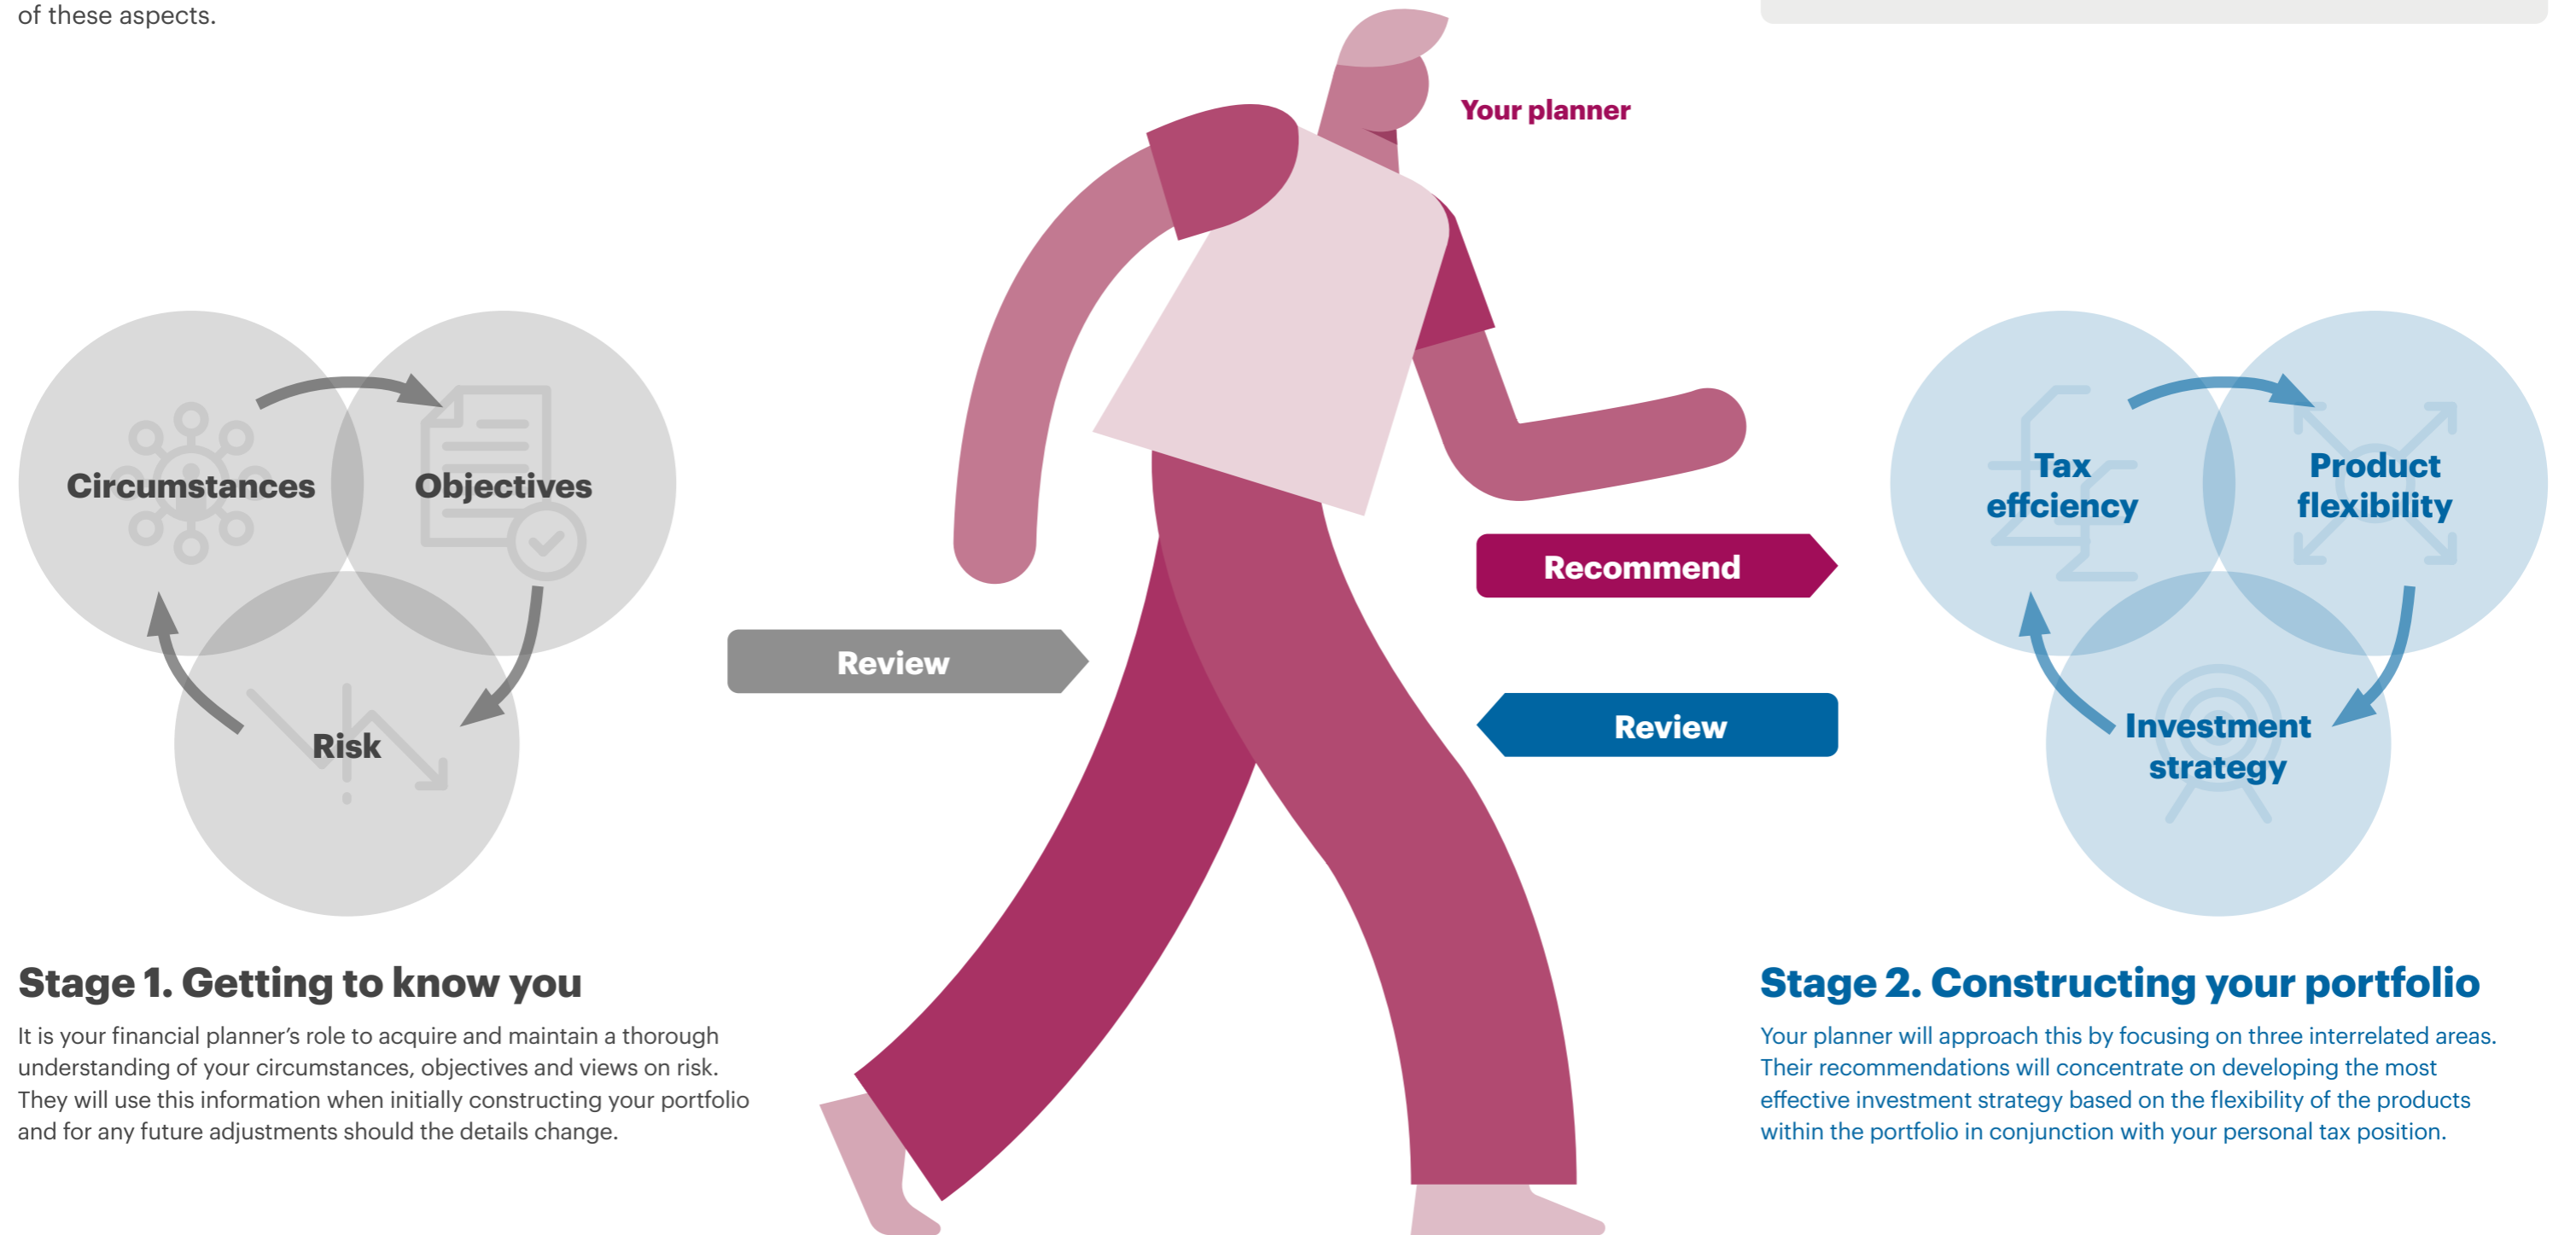 of these aspects.
Your planner
Circumstances
Objectives
Risk
Review
Recommend
Review
Tax
effciency
Product
flexibility
Investment
strategy
Stage 1. Getting to know you
It is your financial planner’s role to acquire and maintain a thorough
understanding of your circumstances, objectives and views on risk.
They will use this information when initially constructing your portfolio
and for any future adjustments should the details change.
Stage 2. Constructing your portfolio
Your planner will approach this by focusing on three interrelated areas.
Their recommendations will concentrate on developing the most
effective investment strategy based on the flexibility of the products
within the portfolio in conjunction with your personal tax position.